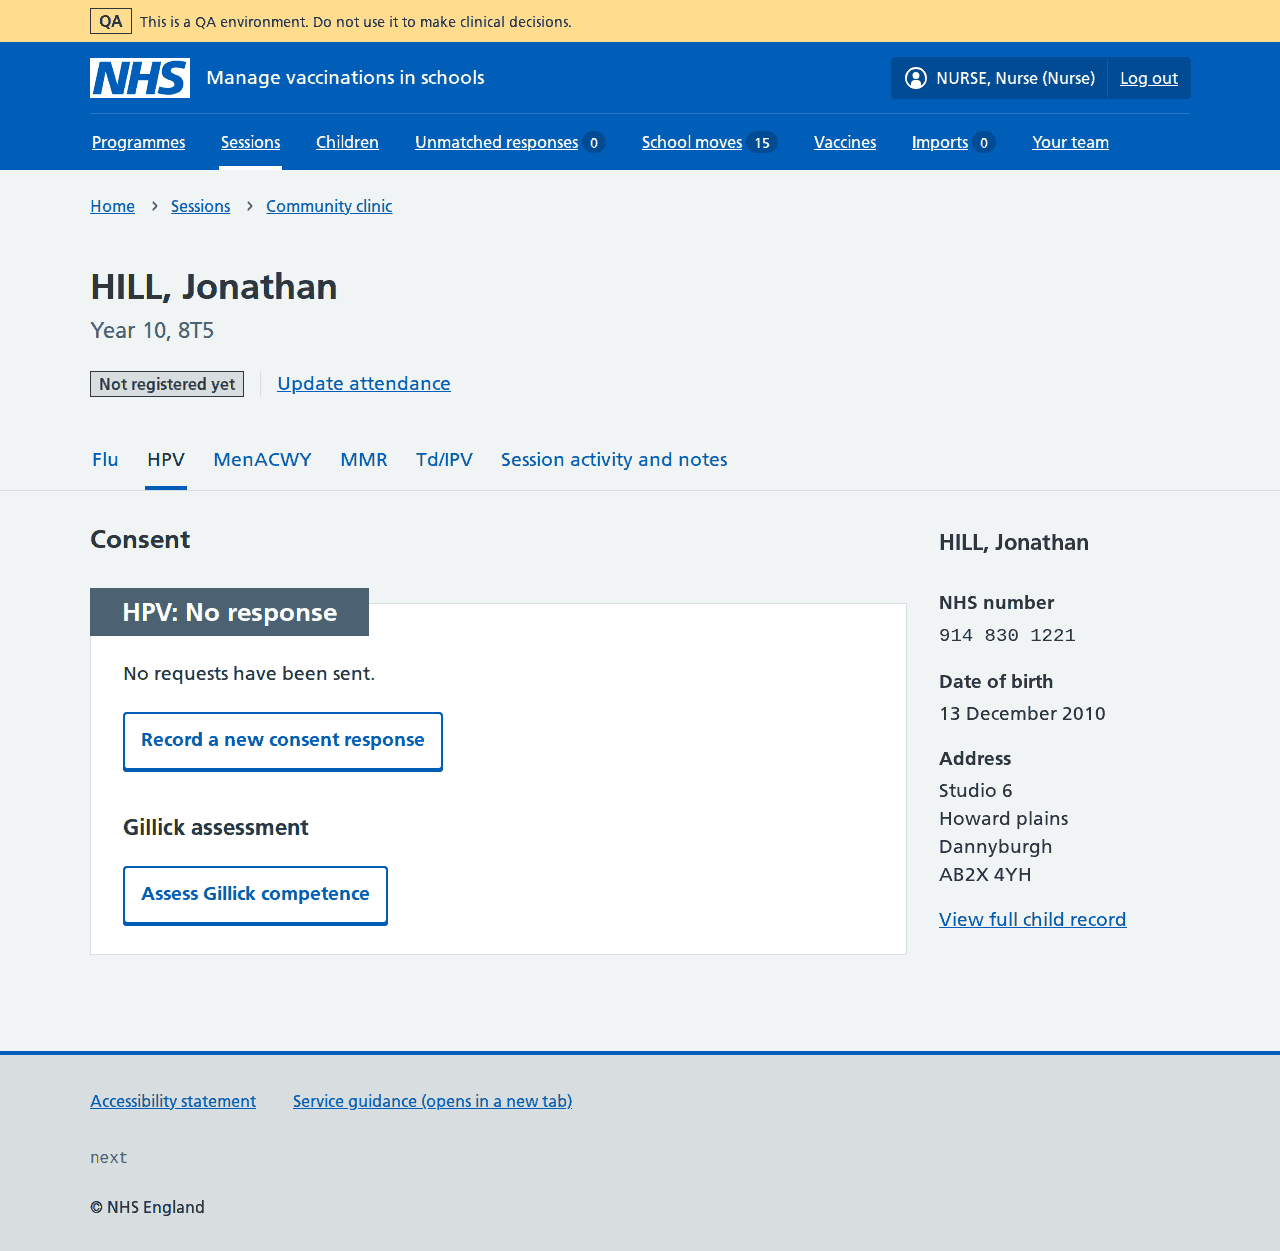 QA This is a QA environment. Do not use it to make clinical decisions.
NHS Manage vaccinations in schools NURSE, Nurse (Nurse) Log out
Programmes Sessions Children Unmatched responses 0 School moves 15 Vaccines Imports 0 Your team
Home Sessions Community clinic
HILL, Jonathan
Year 10, 8T5
Not registered yet Update attendance
Flu HPV MenACWY MMR Td/IPV Session activity and notes
Consent
HPV: No response
No requests have been sent.
Record a new consent response
Gillick assessment
Assess Gillick competence
HILL, Jonathan
NHS number
914 830 1221
Date of birth
13 December 2010
Address
Studio 6
Howard plains
Dannyburgh
AB2X 4YH
View full child record
Accessibility statement Service guidance (opens in a new tab)
next
© NHS England